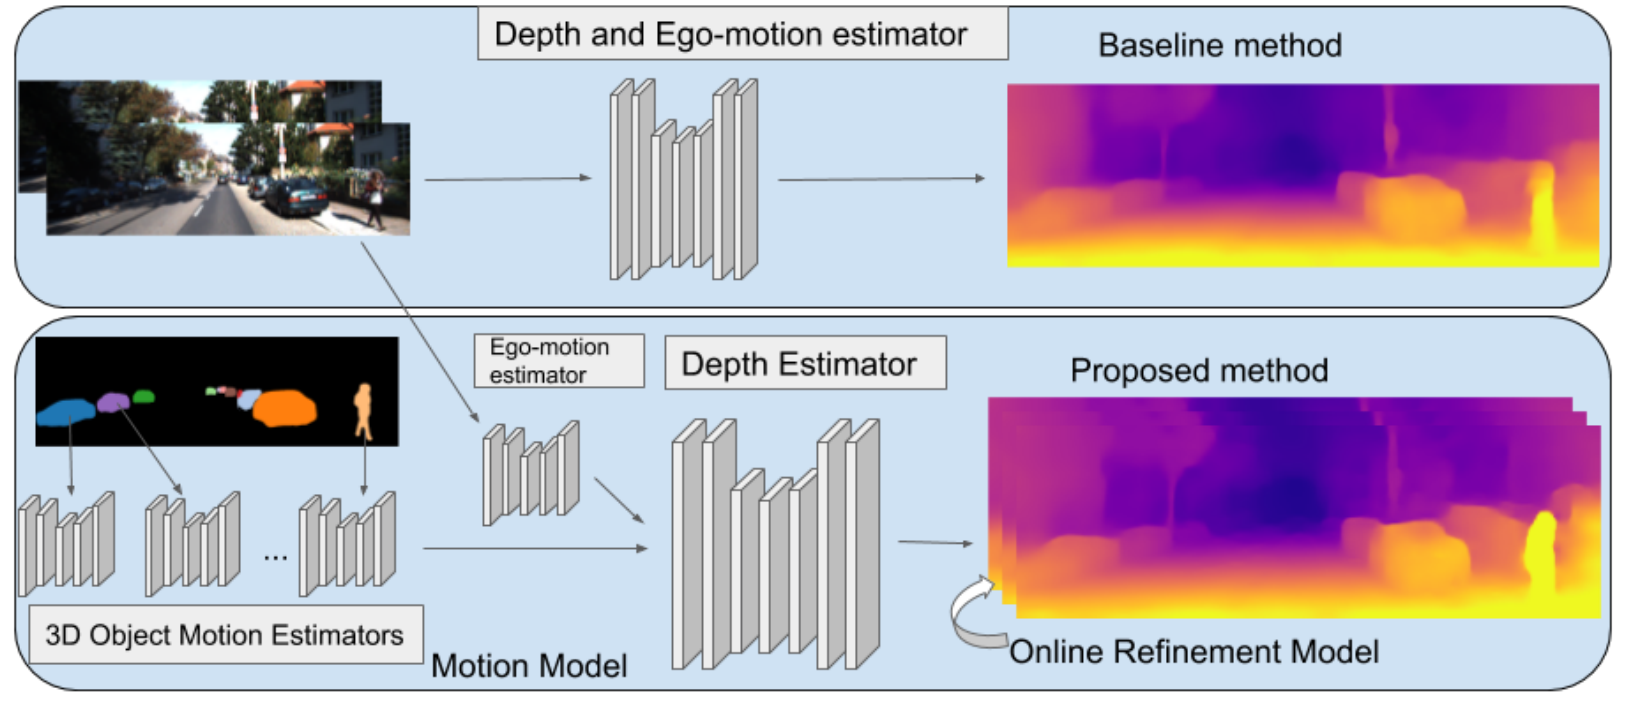 Depth and Ego-motion estimator
Baseline method
Ego-motion
estimator
Depth Estimator
Proposed method
...
3D Object Motion Estimators
Motion Model
Online Refinement Model